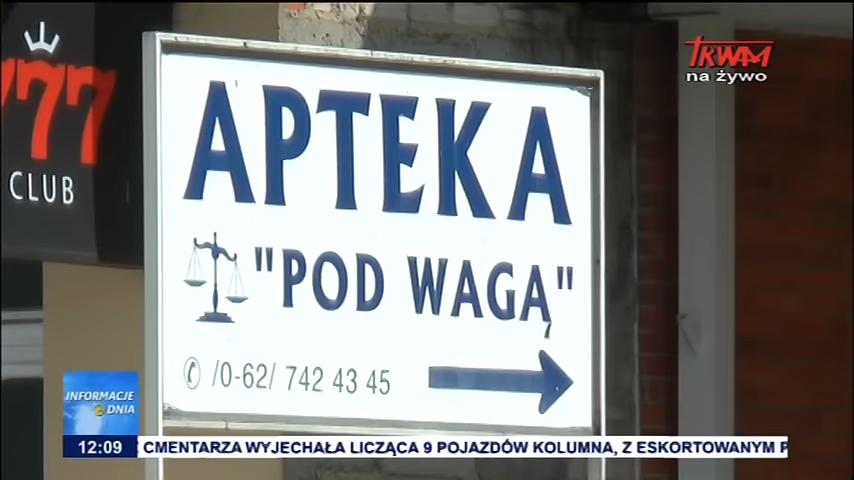 777
CLUB
TRWAM
na żywo
APTEKA
"POD WAGĄ"
/0-62/ 742 43 45
INFORMACJE
DNIA
12:09
CMENTARZA WYJECHAŁA LICZĄCA 9 POJAZDÓW KOLUMNA, Z ESKORTOWANYM